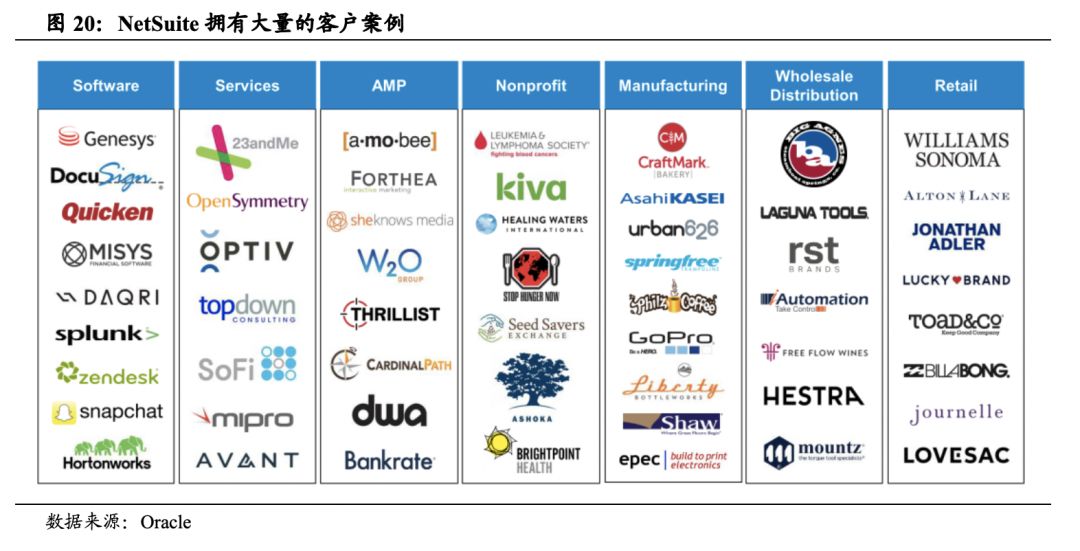 图 20：NetSuite 拥有大量的客户案例
Software
Genesys
DocuSign
Quicken
MISYS
FINANCIAL SOFTWARE
DAQRI
splunk>
zendesk
snapchat
Hortonworks
Services
23andMe
OpenSymmetry
OPTIV
topdown
CONSULTING
SoFi
mipro
AVANT
AMP
[a·mo·bee]
FORTHEA
interactive marketing
sheknows media
W2O
GROUP
THRILLIST
CARDINALPATH
dwa
Bankrate
Nonprofit
LEUKEMIA &
LYMPHOMA SOCIETY
fighting blood cancers
kiva
HEALING WATERS
INTERNATIONAL
STOP HUNGER NOW
Seed Savers
EXCHANGE
ASHOKA
BRIGHTPOINT
HEALTH
Manufacturing
C M
CraftMark
BAKERY
AsahiKASEI
urban626
springfree
TRAMPOLINE
Philz Coffee
GoPro
Be a HERO.
Liberty
BOTTLEWORKS
Shaw
Where Great Floors Begin
epec
build to print
electronics
Wholesale
Distribution
BIG AGNES
ba
LAGUNA TOOLS
rst
BRANDS
Automation
Take Control
FREE FLOW WINES
HESTRA
mountz
the torque tool specialists
Retail
WILLIAMS
SONOMA
ALTON LANE
JONATHAN
ADLER
LUCKY BRAND
TOAD&CO
Keep Good Company
BILLABONG
journelle
LOVESAC
数据来源：Oracle